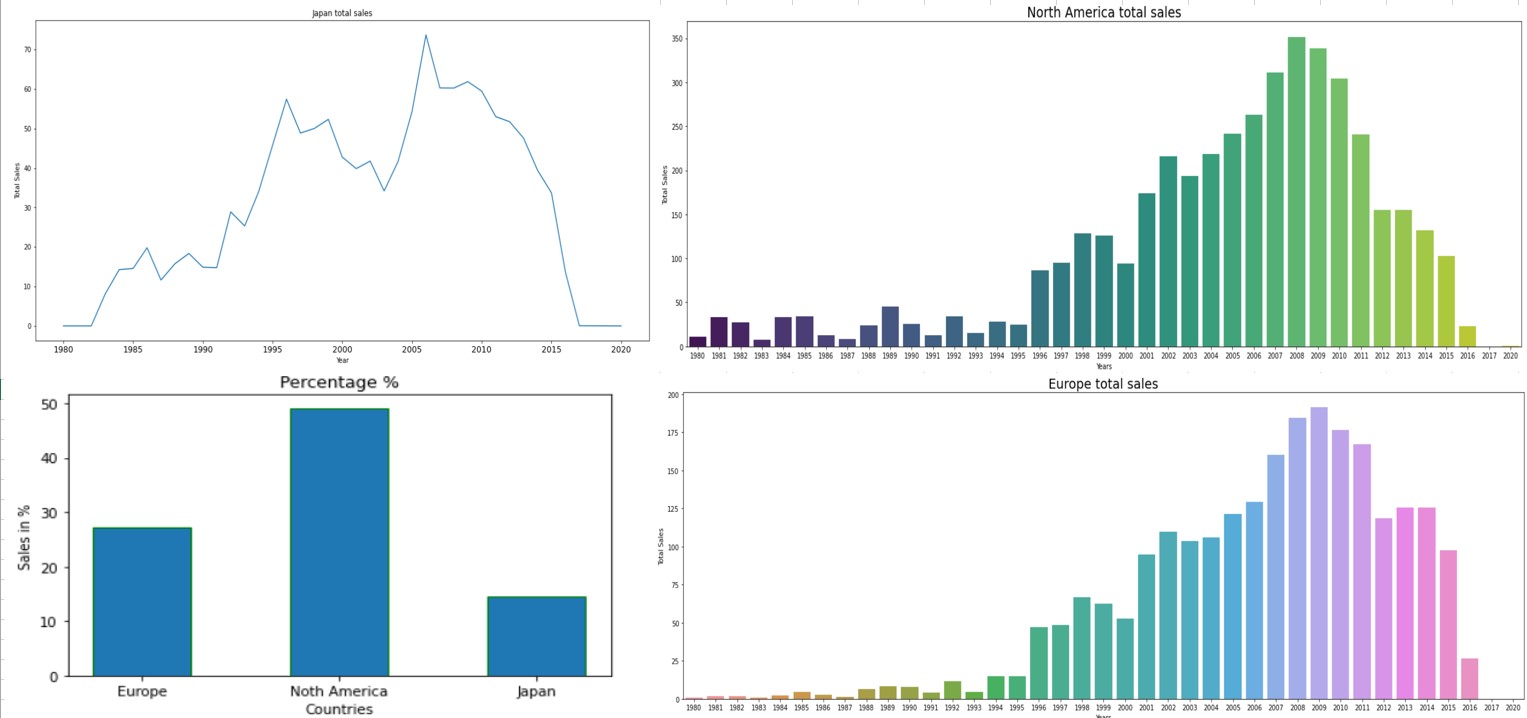 Japan total sales
Total Sales
70
60
50
40
30
20
10
0
1980 1985 1990 1995 2000 2005 2010 2015 2020
Year
North America total sales
Total Sales
350
300
250
200
150
100
50
0
1980 1981 1982 1983 1984 1985 1986 1987 1988 1989 1990 1991 1992 1993 1994 1995 1996 1997 1998 1999 2000 2001 2002 2003 2004 2005 2006 2007 2008 2009 2010 2011 2012 2013 2014 2015 2016 2017 2020
Years
Percentage %
Sales in %
50
40
30
20
10
0
Europe Noth America Japan
Countries
Europe total sales
Total Sales
200
175
150
125
100
75
50
25
0
1980 1981 1982 1983 1984 1985 1986 1987 1988 1989 1990 1991 1992 1993 1994 1995 1996 1997 1998 1999 2000 2001 2002 2003 2004 2005 2006 2007 2008 2009 2010 2011 2012 2013 2014 2015 2016 2017 2020
Years